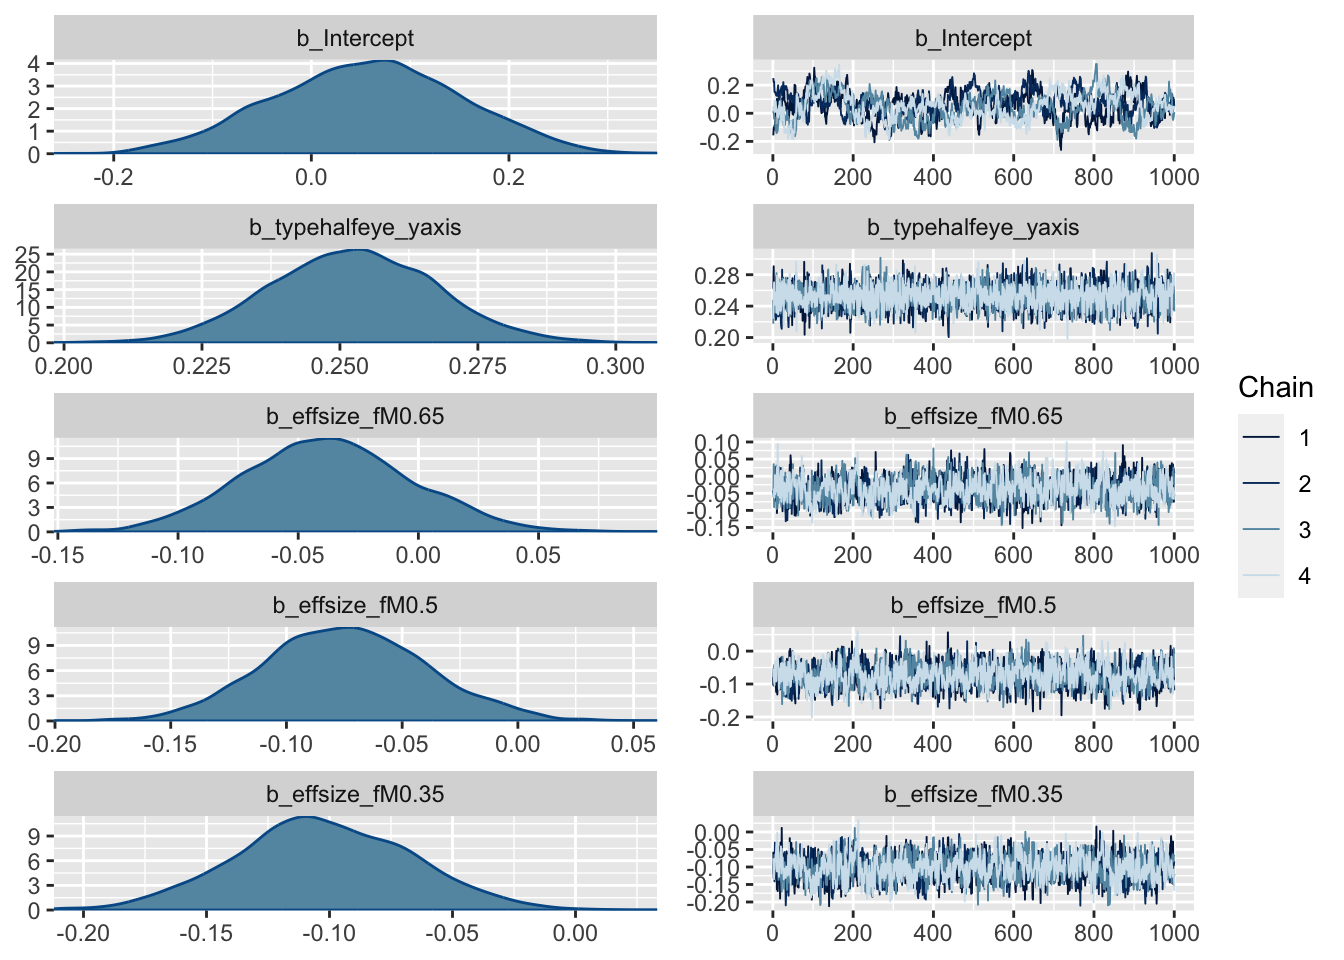 b_Intercept
4
3
2
1
0
-0.2 0.0 0.2
b_Intercept
0.2
0.0
-0.2
0 200 400 600 800 1000
b_typehalfeye_yaxis
25
20
15
10
5
0
0.200 0.225 0.250 0.275 0.300
b_typehalfeye_yaxis
0.28
0.24
0.20
0 200 400 600 800 1000
b_effsize_fM0.65
9
6
3
0
-0.15 -0.10 -0.05 0.00 0.05
b_effsize_fM0.65
0.10
0.05
0.00
-0.05
-0.10
-0.15
0 200 400 600 800 1000
b_effsize_fM0.5
9
6
3
0
-0.20 -0.15 -0.10 -0.05 0.00 0.05
b_effsize_fM0.5
0.0
-0.1
-0.2
0 200 400 600 800 1000
b_effsize_fM0.35
9
6
3
0
-0.20 -0.15 -0.10 -0.05 0.00
b_effsize_fM0.35
0.00
-0.05
-0.10
-0.15
-0.20
0 200 400 600 800 1000
Chain
1
2
3
4